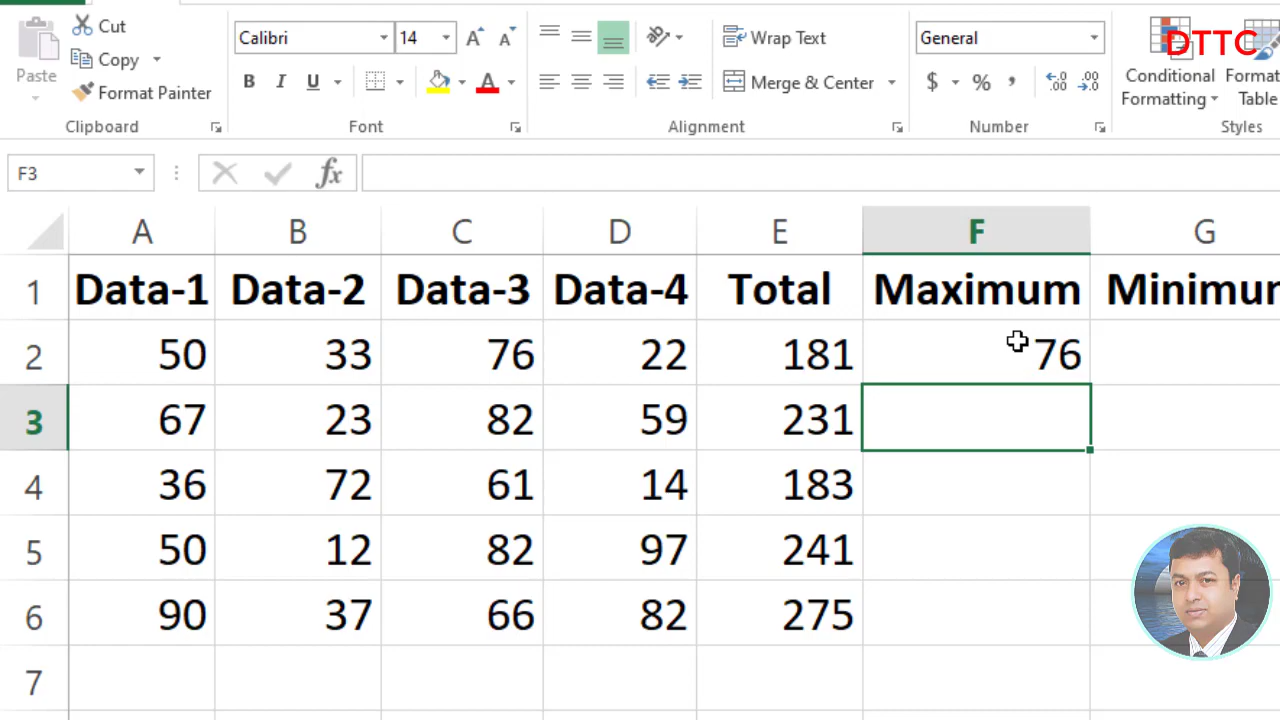 Cut
Calibri 14 Wrap Text General DTTC
Copy
Paste Conditional Format
Format Painter B I U A Merge & Center $ % , .00 .0 Formatting Table
Clipboard Font Alignment Number Styles
F3 fx
A B C D E F G
1 Data-1 Data-2 Data-3 Data-4 Total Maximum Minimum
2 50 33 76 22 181 76
3 67 23 82 59 231
4 36 72 61 14 183
5 50 12 82 97 241
6 90 37 66 82 275
7